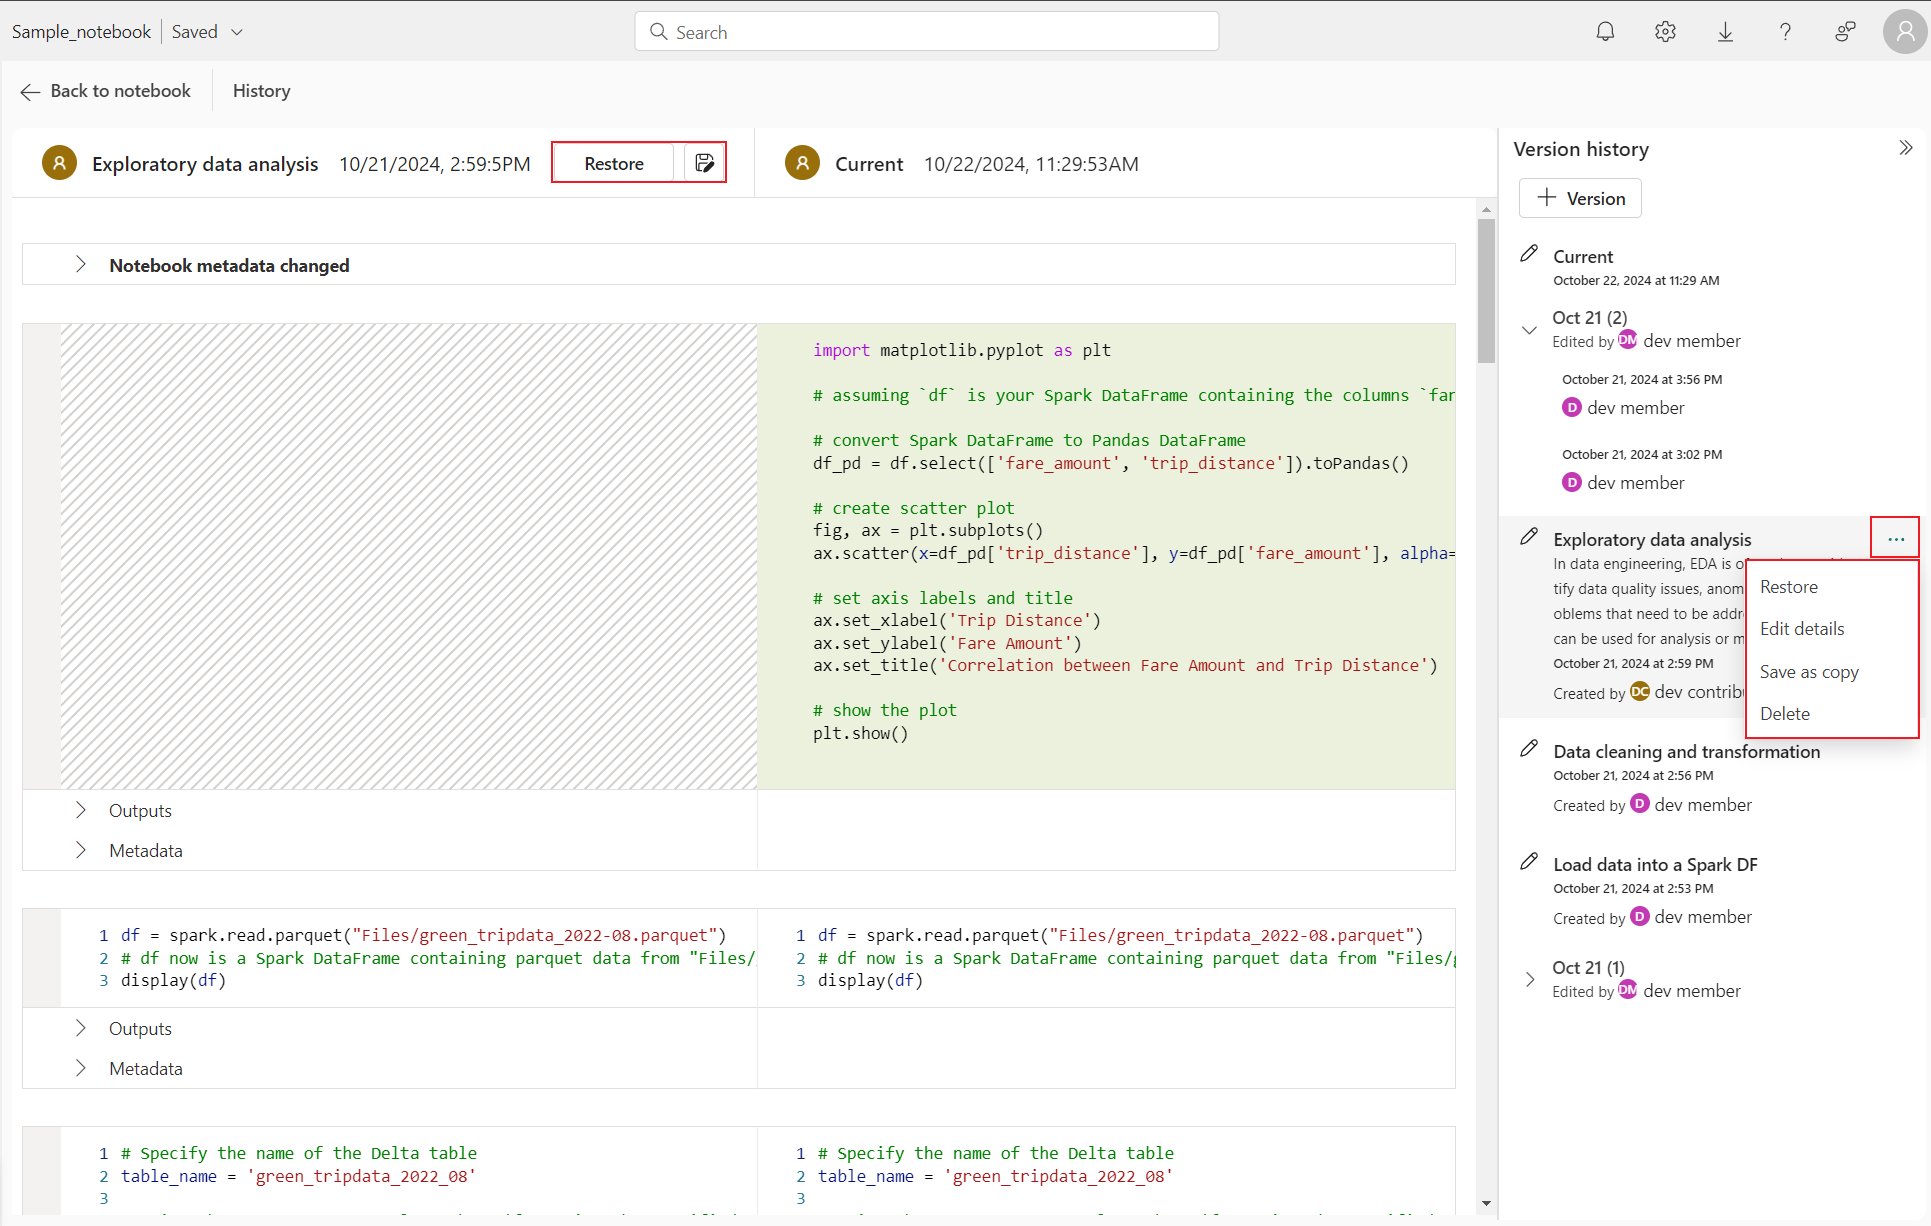 Sample_notebook | Saved
Search
Back to notebook
History
Exploratory data analysis 10/21/2024, 2:59:5PM Restore
Current 10/22/2024, 11:29:53AM
Notebook metadata changed
import matplotlib.pyplot as plt
# assuming `df` is your Spark DataFrame containing the columns `far
# convert Spark DataFrame to Pandas DataFrame
df_pd = df.select(['fare_amount', 'trip_distance']).toPandas()
# create scatter plot
fig, ax = plt.subplots()
ax.scatter(x=df_pd['trip_distance'], y=df_pd['fare_amount'], alpha=
# set axis labels and title
ax.set_xlabel('Trip Distance')
ax.set_ylabel('Fare Amount')
ax.set_title('Correlation between Fare Amount and Trip Distance')
# show the plot
plt.show()
Outputs
Metadata
1 df = spark.read.parquet("Files/green_tripdata_2022-08.parquet")
2 # df now is a Spark DataFrame containing parquet data from "Files/
3 display(df)
1 df = spark.read.parquet("Files/green_tripdata_2022-08.parquet")
2 # df now is a Spark DataFrame containing parquet data from "Files/g
3 display(df)
Outputs
Metadata
1 # Specify the name of the Delta table
2 table_name = 'green_tripdata_2022_08'
3
1 # Specify the name of the Delta table
2 table_name = 'green_tripdata_2022_08'
3
Version history
+ Version
Current
October 22, 2024 at 11:29 AM
Oct 21 (2)
Edited by DM dev member
October 21, 2024 at 3:56 PM
D dev member
October 21, 2024 at 3:02 PM
D dev member
Exploratory data analysis ...
In data engineering, EDA is o
tify data quality issues, anom
oblems that need to be addr
can be used for analysis or m
October 21, 2024 at 2:59 PM
Created by DC dev contrib
Restore
Edit details
Save as copy
Delete
Data cleaning and transformation
October 21, 2024 at 2:56 PM
Created by D dev member
Load data into a Spark DF
October 21, 2024 at 2:53 PM
Created by D dev member
Oct 21 (1)
Edited by DM dev member